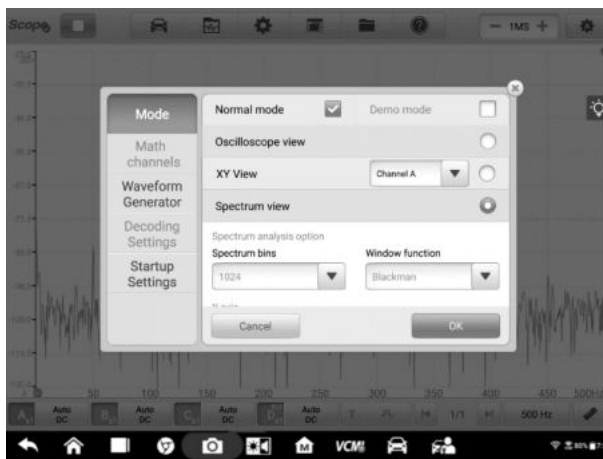 Scope
1MS
Mode
Normal mode
Demo mode
Math
channels
Oscilloscope view
XY View
Channel A
Waveform
Generator
Spectrum view
Decoding
Settings
Spectrum analysis option
Spectrum bins
Window function
Startup
Settings
1024
Blackman
Cancel
OK
50 100 150 200 250 300 350 400 450 500Hz
A Auto DC B Auto DC C Auto DC D Auto DC T 1/1 500 Hz
M VCMI 80%